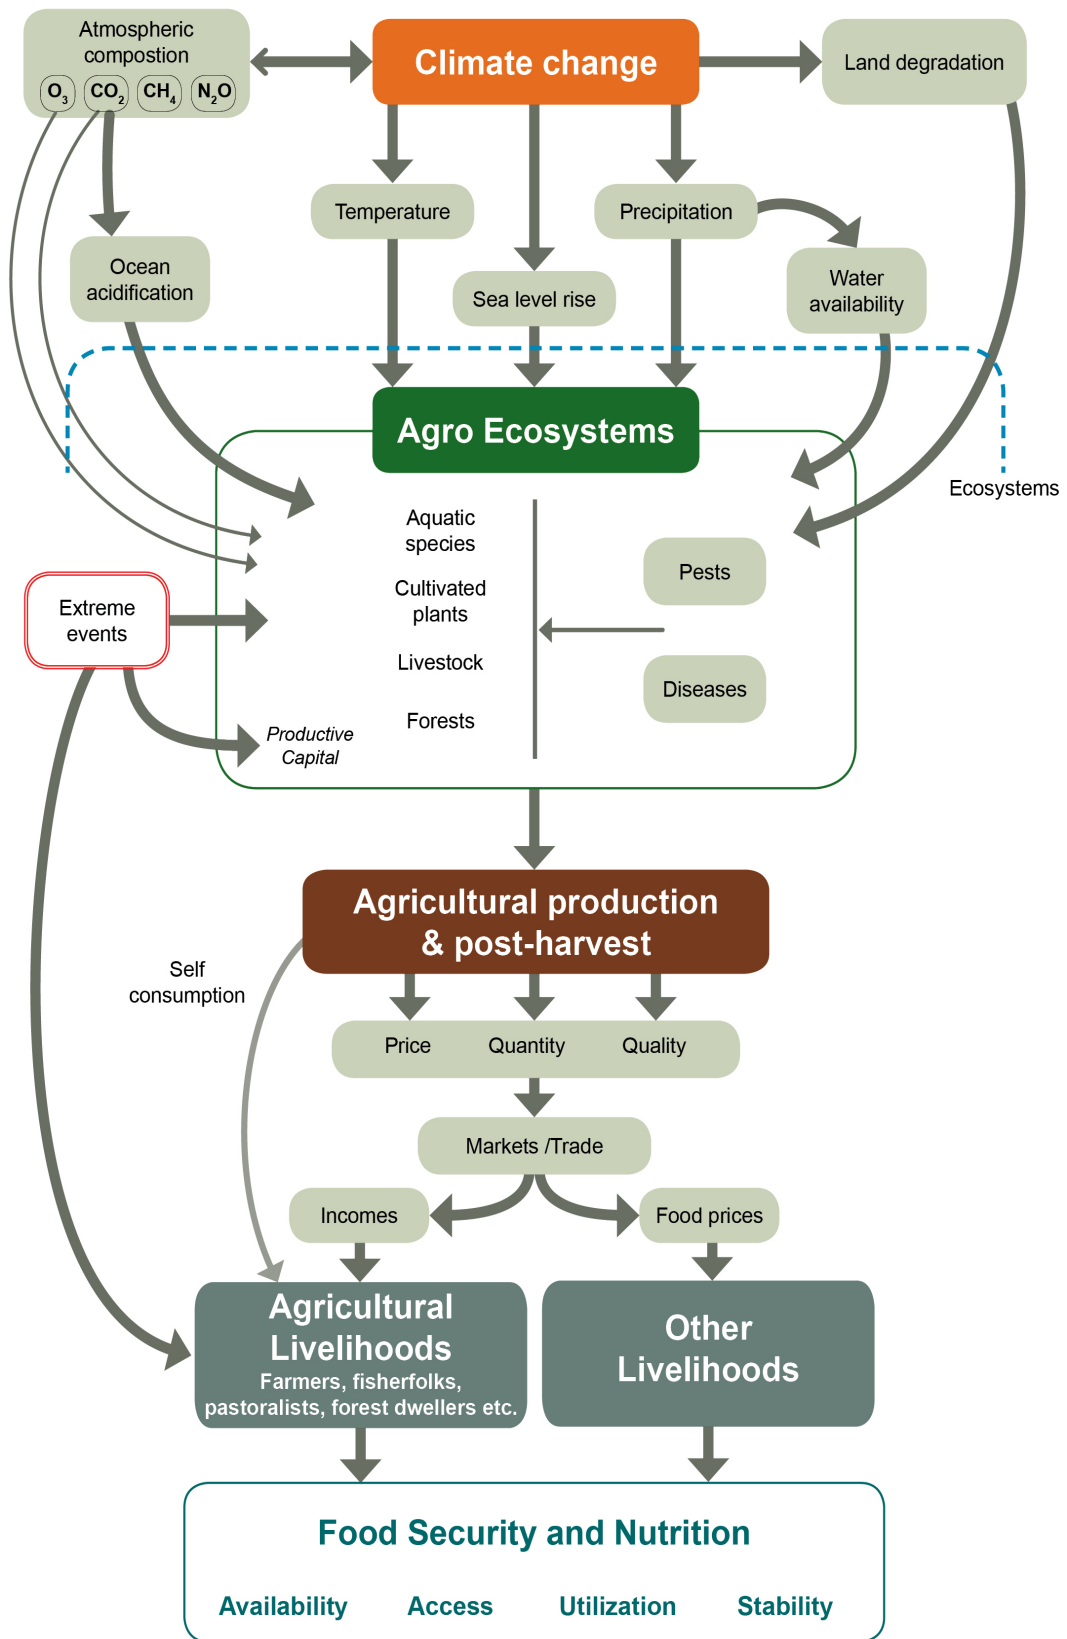 Atmospheric
compostion
O3 CO2 CH4 N2O
Climate change
Land degradation
Temperature
Precipitation
Ocean
acidification
Sea level rise
Water
availability
Agro Ecosystems
Ecosystems
Aquatic
species
Cultivated
plants
Livestock
Forests
Pests
Diseases
Extreme
events
Productive
Capital
Agricultural production
& post-harvest
Self
consumption
Price Quantity Quality
Markets /Trade
Incomes
Food prices
Agricultural
Livelihoods
Farmers, fisherfolks,
pastoralists, forest dwellers etc.
Other
Livelihoods
Food Security and Nutrition
Availability Access Utilization Stability